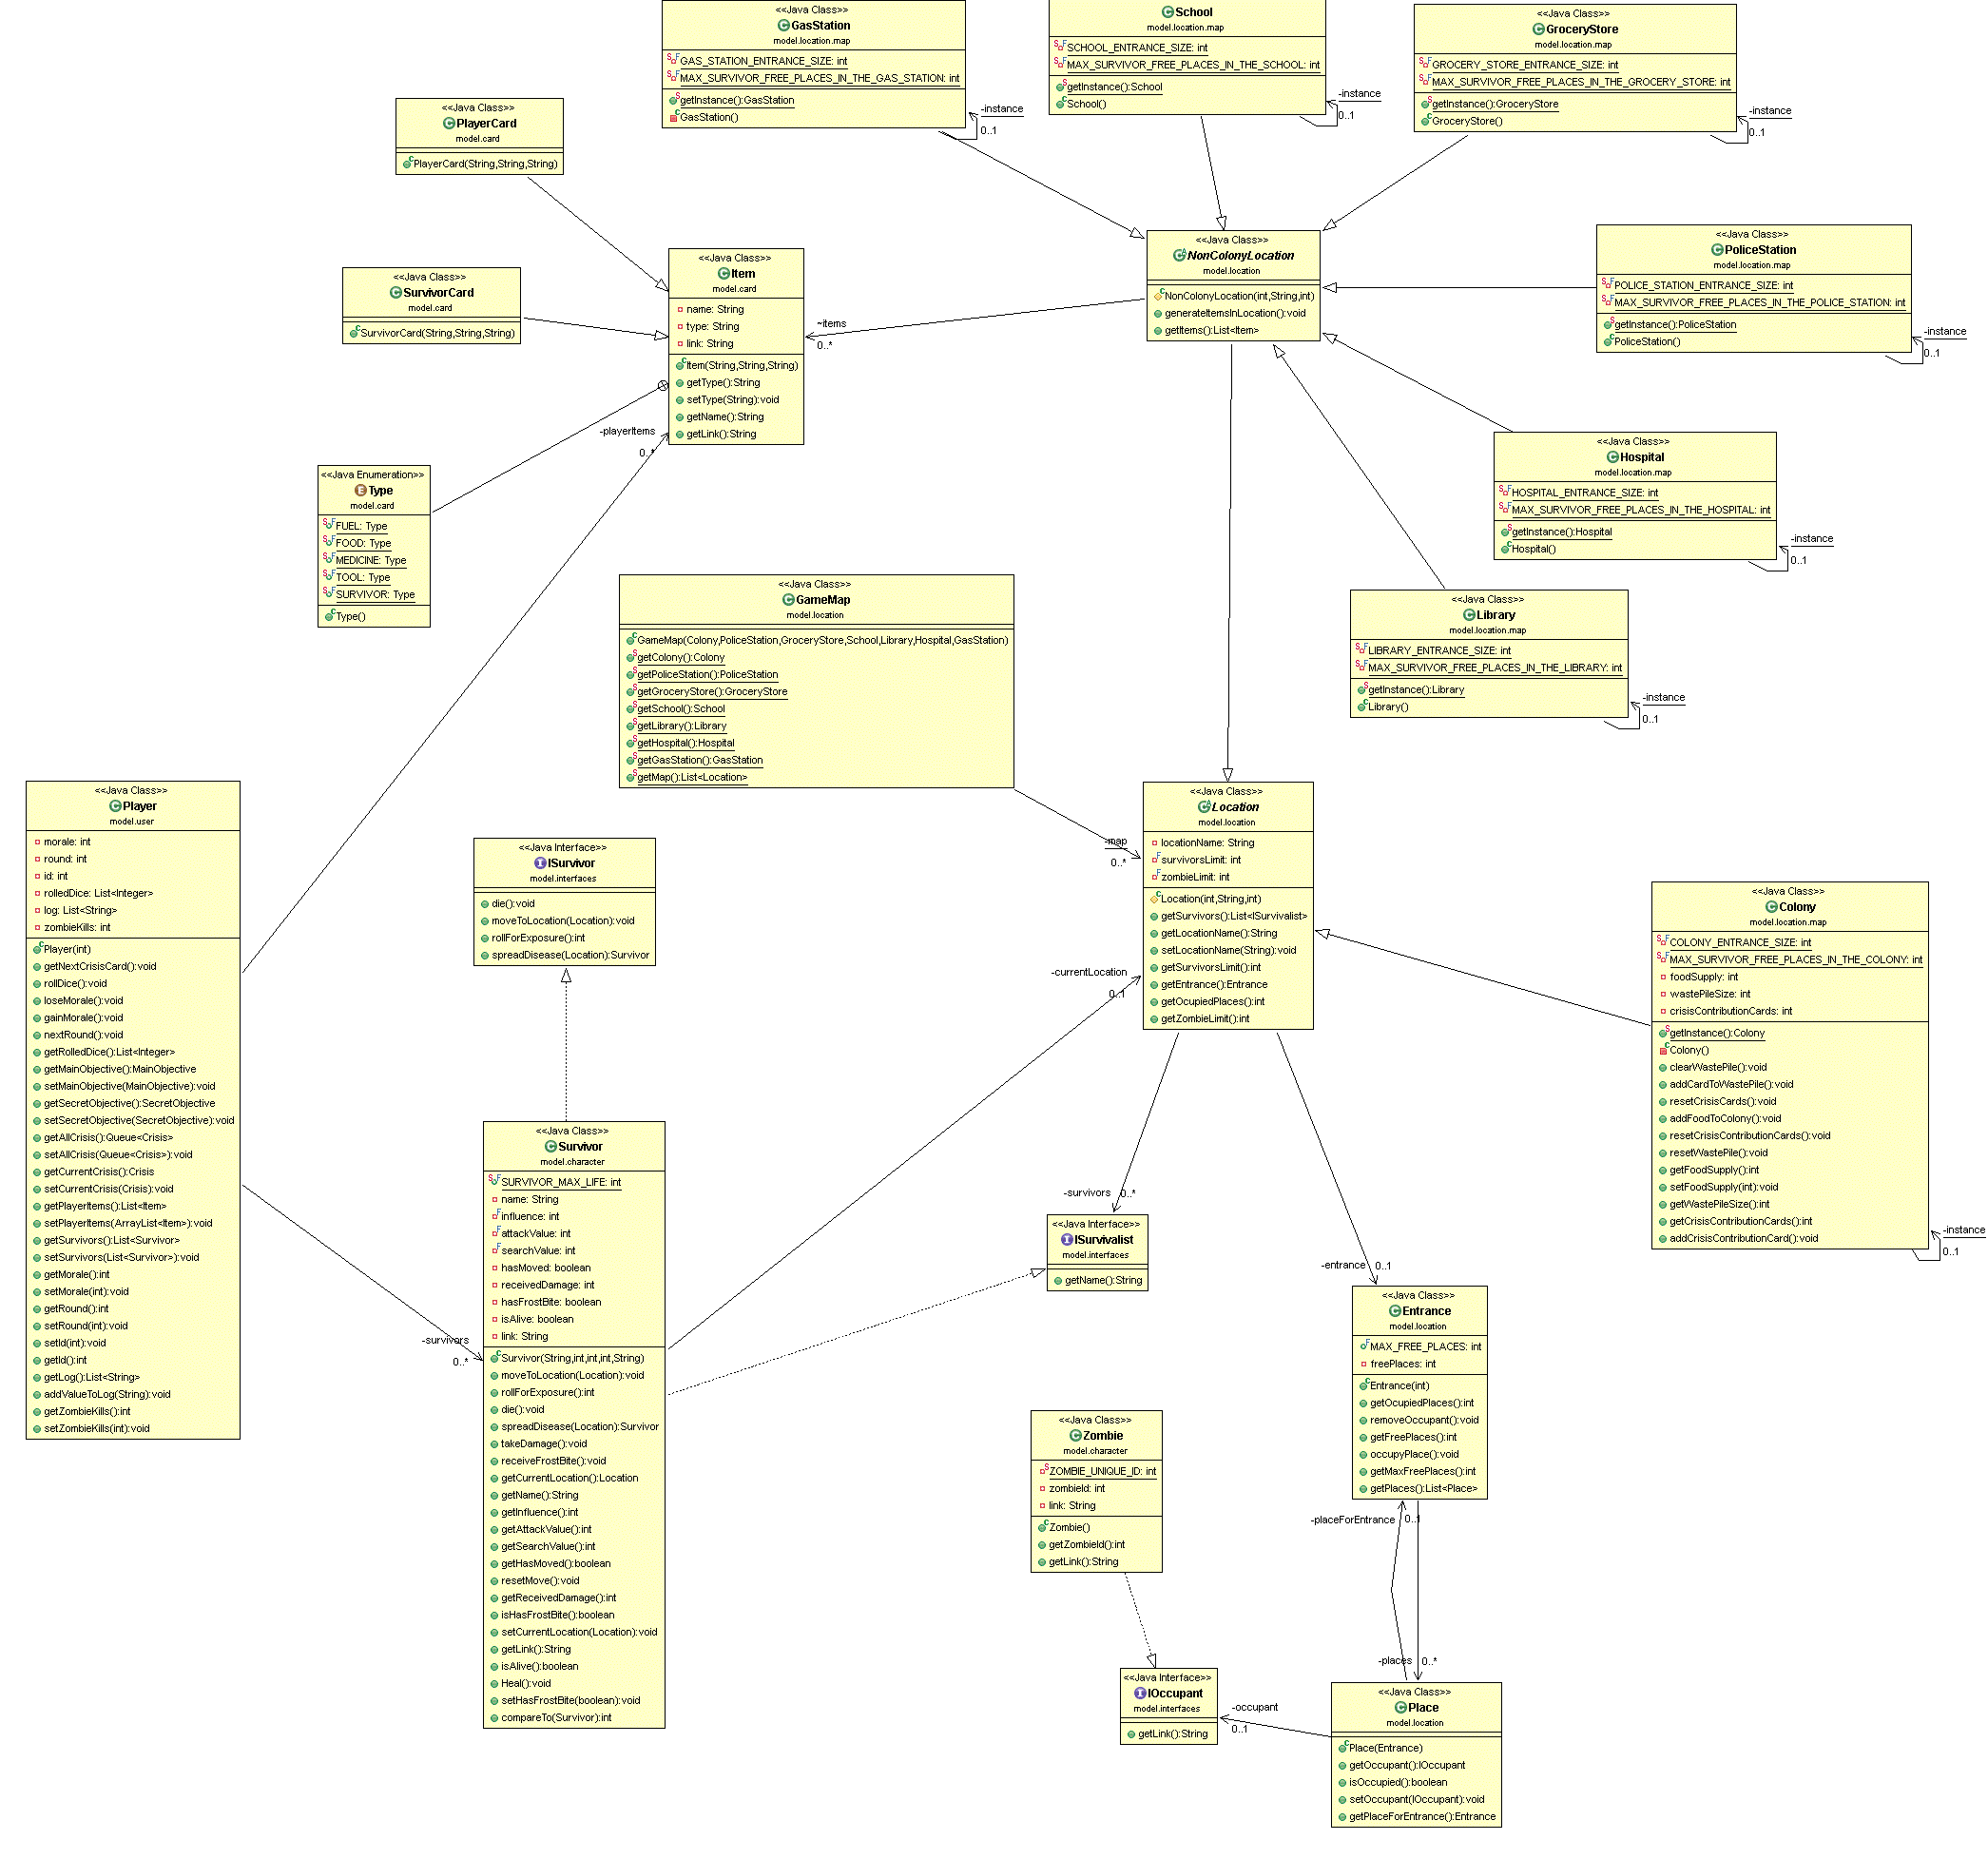 <<Java Class>>
GasStation
model.location.map
GAS_STATION_ENTRANCE_SIZE: int
MAX_SURVIVOR_FREE_PLACES_IN_THE_GAS_STATION: int
getInstance():GasStation
GasStation()
-instance
0..1
School
model.location.map
SCHOOL_ENTRANCE_SIZE: int
MAX_SURVIVOR_FREE_PLACES_IN_THE_SCHOOL: int
getInstance():School
School()
-instance
0..1
<<Java Class>>
GroceryStore
model.location.map
GROCERY_STORE_ENTRANCE_SIZE: int
MAX_SURVIVOR_FREE_PLACES_IN_THE_GROCERY_STORE: int
getInstance():GroceryStore
GroceryStore()
-instance
0..1
<<Java Class>>
PlayerCard
model.card
PlayerCard(String,String,String)
<<Java Class>>
SurvivorCard
model.card
SurvivorCard(String,String,String)
<<Java Class>>
Item
model.card
name: String
type: String
link: String
Item(String,String,String)
getType():String
setType(String):void
getName():String
getLink():String
~items
0..*
-playerItems
0..*
<<Java Class>>
NonColonyLocation
model.location
NonColonyLocation(int,String,int)
generateItemsInLocation():void
getItems():List<Item>
<<Java Class>>
PoliceStation
model.location.map
POLICE_STATION_ENTRANCE_SIZE: int
MAX_SURVIVOR_FREE_PLACES_IN_THE_POLICE_STATION: int
getInstance():PoliceStation
PoliceStation()
-instance
0..1
<<Java Enumeration>>
Type
model.card
FUEL: Type
FOOD: Type
MEDICINE: Type
TOOL: Type
SURVIVOR: Type
Type()
<<Java Class>>
Hospital
model.location.map
HOSPITAL_ENTRANCE_SIZE: int
MAX_SURVIVOR_FREE_PLACES_IN_THE_HOSPITAL: int
getInstance():Hospital
Hospital()
-instance
0..1
<<Java Class>>
Library
model.location.map
LIBRARY_ENTRANCE_SIZE: int
MAX_SURVIVOR_FREE_PLACES_IN_THE_LIBRARY: int
getInstance():Library
Library()
-instance
0..1
<<Java Class>>
GameMap
model.location
GameMap(Colony,PoliceStation,GroceryStore,School,Library,Hospital,GasStation)
getColony():Colony
getPoliceStation():PoliceStation
getGroceryStore():GroceryStore
getSchool():School
getLibrary():Library
getHospital():Hospital
getGasStation():GasStation
getMap():List<Location>
-map
0..*
<<Java Class>>
Player
model.user
morale: int
round: int
id: int
rolledDice: List<Integer>
log: List<String>
zombieKills: int
Player(int)
getNextCrisisCard():void
rollDice():void
loseMorale():void
gainMorale():void
nextRound():void
getRolledDice():List<Integer>
getMainObjective():MainObjective
setMainObjective(MainObjective):void
getSecretObjective():SecretObjective
setSecretObjective(SecretObjective):void
getAllCrisis():Queue<Crisis>
setAllCrisis(Queue<Crisis>):void
getCurrentCrisis():Crisis
setCurrentCrisis(Crisis):void
getPlayerItems():List<Item>
setPlayerItems(ArrayList<Item>):void
getSurvivors():List<Survivor>
setSurvivors(List<Survivor>):void
getMorale():int
setMorale(int):void
getRound():int
setRound(int):void
setId(int):void
getId():int
getLog():List<String>
addValueToLog(String):void
getZombieKills():int
setZombieKills(int):void
-survivors
0..*
<<Java Interface>>
ISurvivor
model.interfaces
die():void
moveToLocation(Location):void
rollForExposure():int
spreadDisease(Location):Survivor
<<Java Class>>
Location
model.location
locationName: String
survivorsLimit: int
zombieLimit: int
Location(int,String,int)
getSurvivors():List<ISurvivalist>
getLocationName():String
setLocationName(String):void
getSurvivorsLimit():int
getEntrance():Entrance
getOcupiedPlaces():int
getZombieLimit():int
-currentLocation
0..1
<<Java Class>>
Colony
model.location.map
COLONY_ENTRANCE_SIZE: int
MAX_SURVIVOR_FREE_PLACES_IN_THE_COLONY: int
foodSupply: int
wastePileSize: int
crisisContributionCards: int
getInstance():Colony
Colony()
clearWastePile():void
addCardToWastePile():void
resetCrisisCards():void
addFoodToColony():void
resetCrisisContributionCards():void
resetWastePile():void
getFoodSupply():int
setFoodSupply(int):void
getWastePileSize():int
getCrisisContributionCards():int
addCrisisContributionCard():void
-instance
0..1
<<Java Class>>
Survivor
model.character
SURVIVOR_MAX_LIFE: int
name: String
influence: int
attackValue: int
searchValue: int
hasMoved: boolean
receivedDamage: int
hasFrostBite: boolean
isAlive: boolean
link: String
Survivor(String,int,int,int,String)
moveToLocation(Location):void
rollForExposure():int
die():void
spreadDisease(Location):Survivor
takeDamage():void
receiveFrostBite():void
getCurrentLocation():Location
getName():String
getInfluence():int
getAttackValue():int
getSearchValue():int
getHasMoved():boolean
resetMove():void
getReceivedDamage():int
isHasFrostBite():boolean
setCurrentLocation(Location):void
getLink():String
isAlive():boolean
Heal():void
setHasFrostBite(boolean):void
compareTo(Survivor):int
-survivors
0..*
<<Java Interface>>
ISurvivalist
model.interfaces
getName():String
-entrance
0..1
<<Java Class>>
Entrance
model.location
MAX_FREE_PLACES: int
freePlaces: int
Entrance(int)
getOcupiedPlaces():int
removeOccupant():void
getFreePlaces():int
occupyPlace():void
getMaxFreePlaces():int
getPlaces():List<Place>
-placeForEntrance
0..1
<<Java Class>>
Zombie
model.character
ZOMBIE_UNIQUE_ID: int
zombieId: int
link: String
Zombie()
getZombieId():int
getLink():String
-places
0..*
<<Java Interface>>
IOccupant
model.interfaces
getLink():String
-occupant
0..1
<<Java Class>>
Place
model.location
Place(Entrance)
getOccupant():IOccupant
isOccupied():boolean
setOccupant(IOccupant):void
getPlaceForEntrance():Entrance